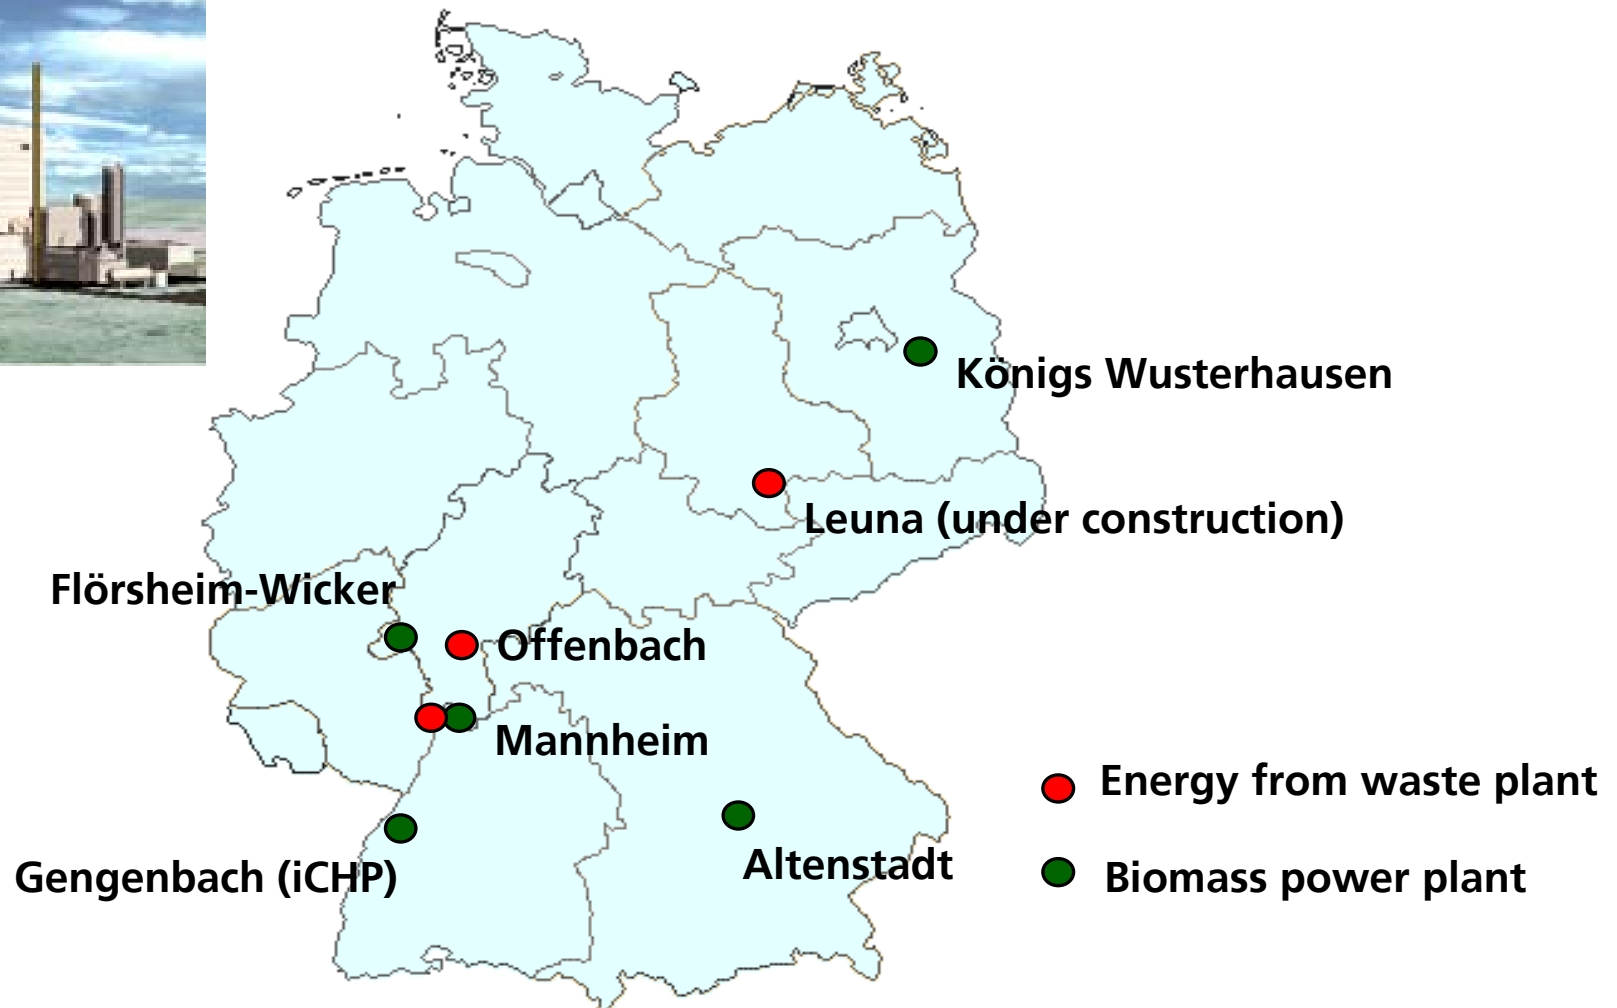 Königs Wusterhausen
Leuna (under construction)
Flörsheim-Wicker
Offenbach
Mannheim
Energy from waste plant
Altenstadt
Gengenbach (iCHP)
Biomass power plant